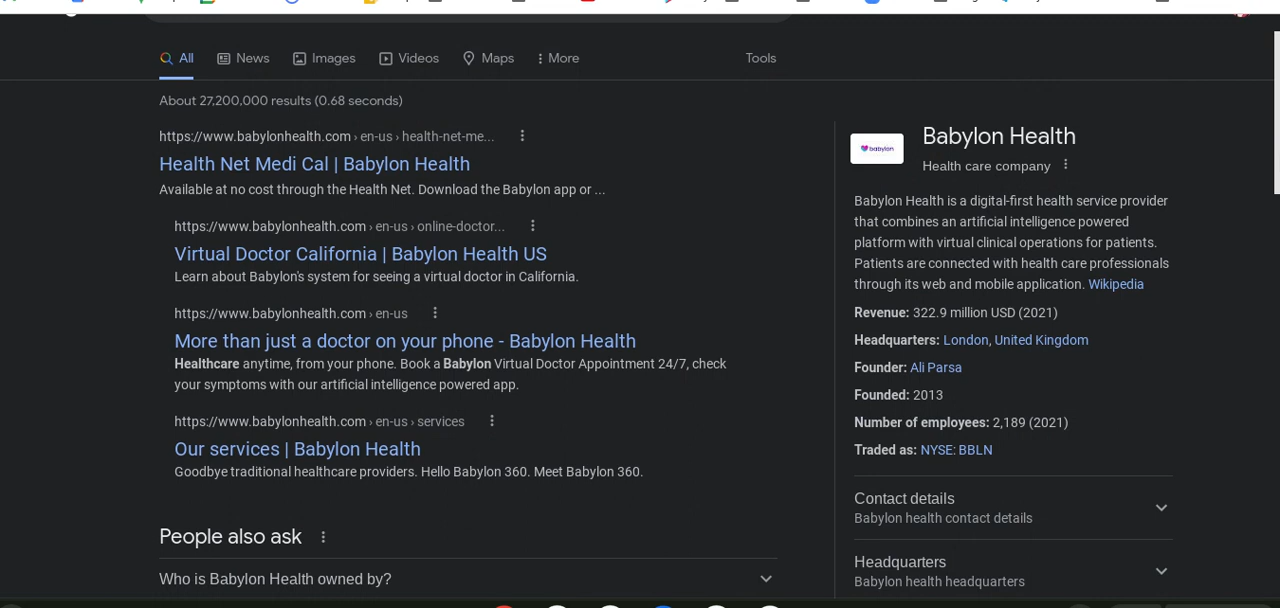 All
News
Images
Videos
Maps
More
Tools
About 27,200,000 results (0.68 seconds)
https://www.babylonhealth.com › en-us › health-net-me...
Health Net Medi Cal | Babylon Health
Available at no cost through the Health Net. Download the Babylon app or ...
https://www.babylonhealth.com › en-us › online-doctor...
Virtual Doctor California | Babylon Health US
Learn about Babylon's system for seeing a virtual doctor in California.
https://www.babylonhealth.com › en-us
More than just a doctor on your phone - Babylon Health
Healthcare anytime, from your phone. Book a Babylon Virtual Doctor Appointment 24/7, check
your symptoms with our artificial intelligence powered app.
https://www.babylonhealth.com › en-us › services
Our services | Babylon Health
Goodbye traditional healthcare providers. Hello Babylon 360. Meet Babylon 360.
People also ask
Who is Babylon Health owned by?
babylon
Babylon Health
Health care company
Babylon Health is a digital-first health service provider
that combines an artificial intelligence powered
platform with virtual clinical operations for patients.
Patients are connected with health care professionals
through its web and mobile application. Wikipedia
Revenue: 322.9 million USD (2021)
Headquarters: London, United Kingdom
Founder: Ali Parsa
Founded: 2013
Number of employees: 2,189 (2021)
Traded as: NYSE: BBLN
Contact details
Babylon health contact details
Headquarters
Babylon health headquarters